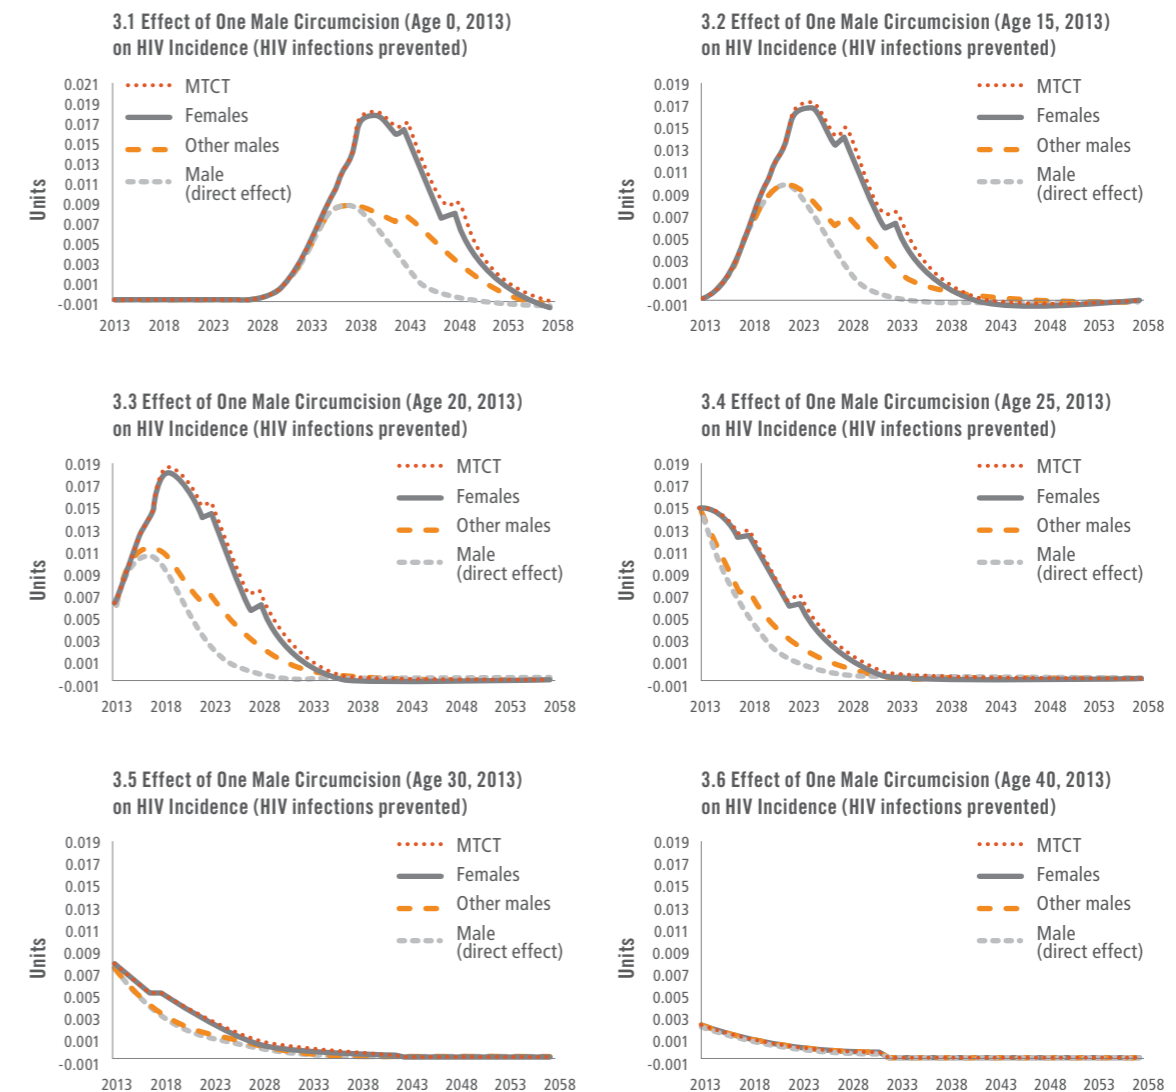 3.1 Effect of One Male Circumcision (Age 0, 2013)
on HIV Incidence (HIV infections prevented)
Units
0.021
0.019
0.017
0.015
0.013
0.011
0.009
0.007
0.005
0.003
0.001
-0.001
MTCT
Females
Other males
Male
(direct effect)
2013 2018 2023 2028 2033 2038 2043 2048 2053 2058
3.2 Effect of One Male Circumcision (Age 15, 2013)
on HIV Incidence (HIV infections prevented)
Units
0.019
0.017
0.015
0.013
0.011
0.009
0.007
0.005
0.003
0.001
-0.001
MTCT
Females
Other males
Male
(direct effect)
2013 2018 2023 2028 2033 2038 2043 2048 2053 2058
3.3 Effect of One Male Circumcision (Age 20, 2013)
on HIV Incidence (HIV infections prevented)
Units
0.019
0.017
0.015
0.013
0.011
0.009
0.007
0.005
0.003
0.001
-0.001
MTCT
Females
Other males
Male
(direct effect)
2013 2018 2023 2028 2033 2038 2043 2048 2053 2058
3.4 Effect of One Male Circumcision (Age 25, 2013)
on HIV Incidence (HIV infections prevented)
Units
0.019
0.017
0.015
0.013
0.011
0.009
0.007
0.005
0.003
0.001
-0.001
MTCT
Females
Other males
Male
(direct effect)
2013 2018 2023 2028 2033 2038 2043 2048 2053 2058
3.5 Effect of One Male Circumcision (Age 30, 2013)
on HIV Incidence (HIV infections prevented)
Units
0.019
0.017
0.015
0.013
0.011
0.009
0.007
0.005
0.003
0.001
-0.001
MTCT
Females
Other males
Male
(direct effect)
2013 2018 2023 2028 2033 2038 2043 2048 2053 2058
3.6 Effect of One Male Circumcision (Age 40, 2013)
on HIV Incidence (HIV infections prevented)
Units
0.019
0.017
0.015
0.013
0.011
0.009
0.007
0.005
0.003
0.001
-0.001
MTCT
Females
Other males
Male
(direct effect)
2013 2018 2023 2028 2033 2038 2043 2048 2053 2058